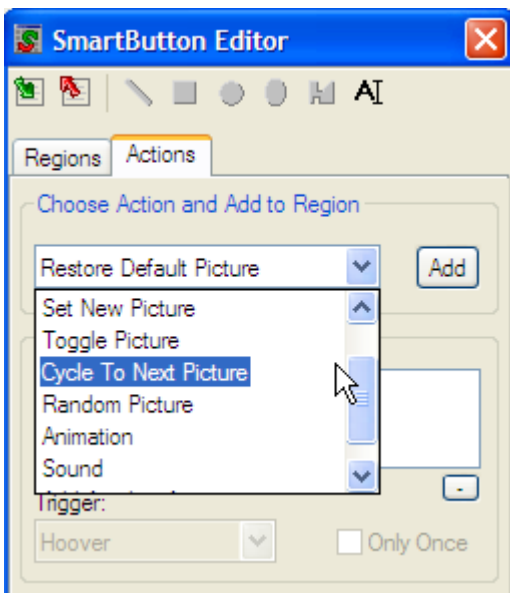 SmartButton Editor
AI
Regions Actions
Choose Action and Add to Region
Restore Default Picture Add
Set New Picture
Toggle Picture
Cycle To Next Picture
Random Picture
Animation
Sound
Trigger:
Hoover Only Once